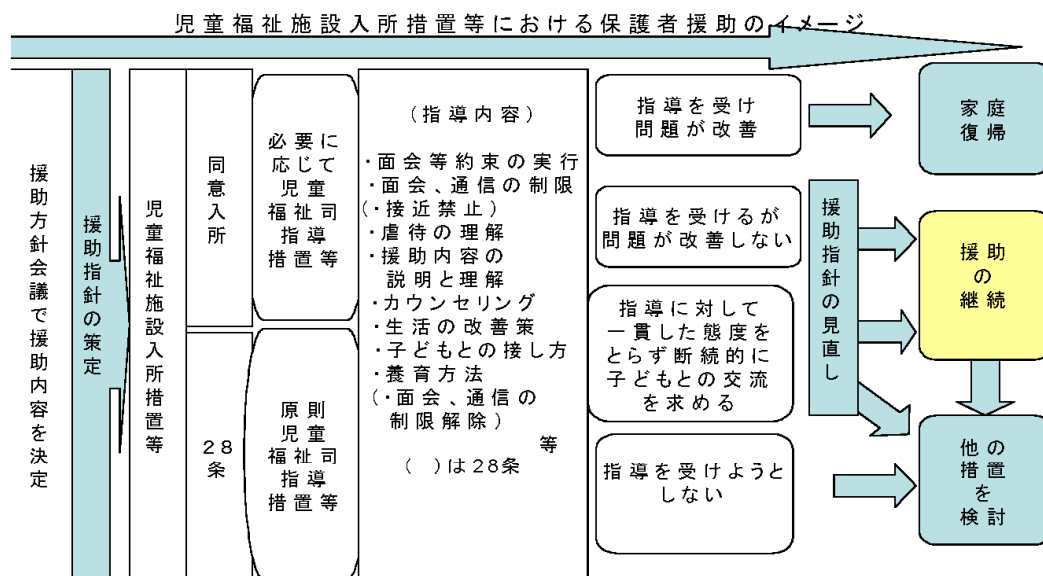 児童福祉施設入所措置等における保護者援助のイメージ
援助方針会議で援助内容を決定
援助指針の策定
児童福祉施設入所措置等
同意入所
28条
必要に
応じて
児童
福祉司
指導
措置等
原則
児童
福祉司
指導
措置等
(指導内容)
・面会等約束の実行
・面会、通信の制限
(・接近禁止)
・虐待の理解
・援助内容の
説明と理解
・カウンセリング
・生活の改善策
・子どもとの接し方
・養育方法
(・面会、通信の
制限解除)
等
( )は28条
指導を受け
問題が改善
指導を受けるが
問題が改善しない
指導に対して
一貫した態度を
とらず断続的に
子どもとの交流
を求める
指導を受けようと
しない
援助指針の見直し
家庭
復帰
援助
の
継続
他の
措置
を
検討